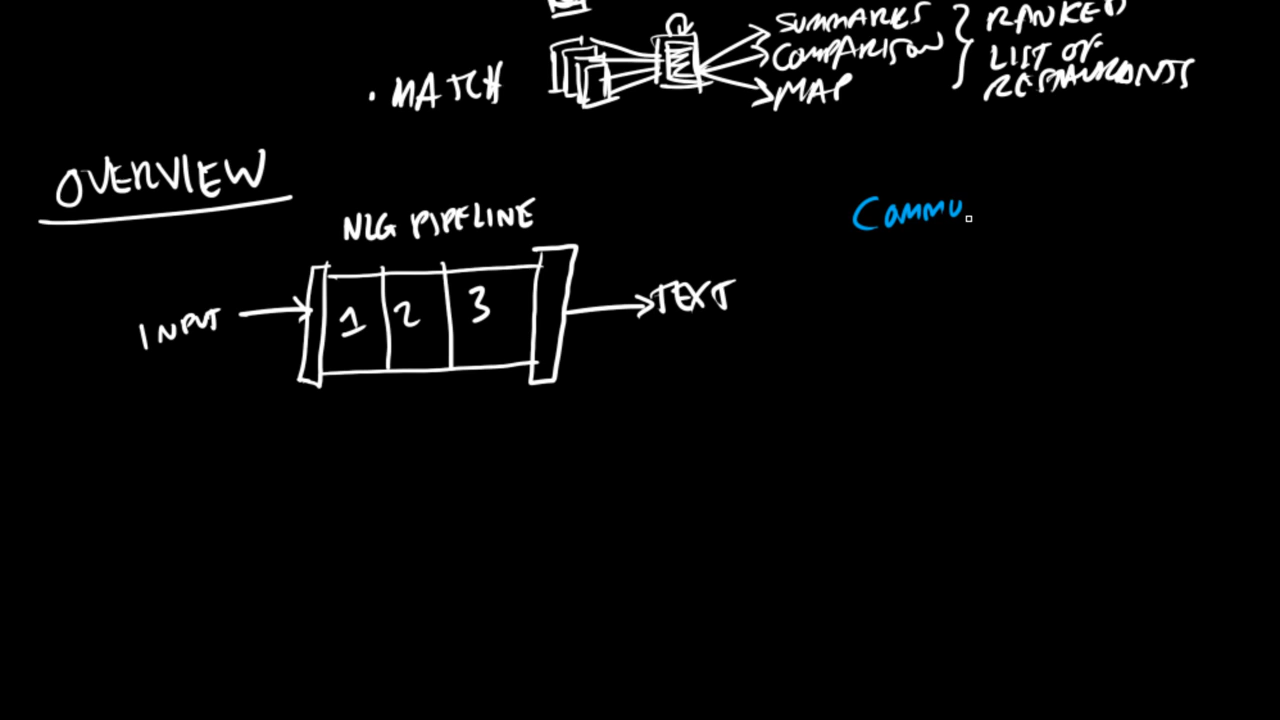 SUMMARIES
RANKED
COMPARISON
LIST OF
· MATCH
MAP
RESTAURANTS
OVERVIEW
NLG PIPELINE
Commu
INPUT
1 2 3
TEXT